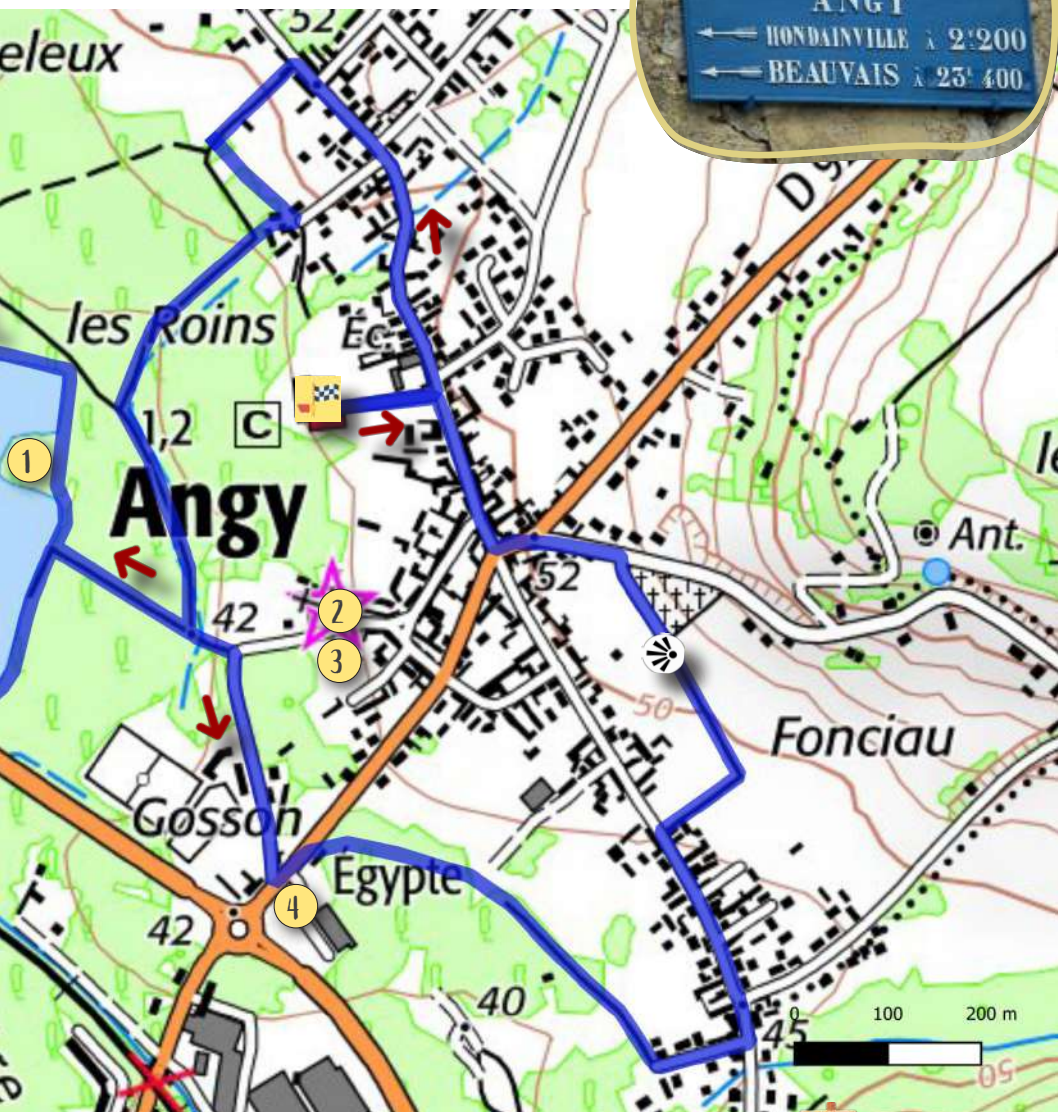 52
eleux
ANGY
HONDAINVILLE à 2ᵏ200
BEAUVAIS à 23ᵏ400
les Roins
Éc.
1,2
C
1
Angy
Ant.
52
42
2
3
50
Fonciau
Gosson
Égypte
4
42
40
45
0 100 200 m
50